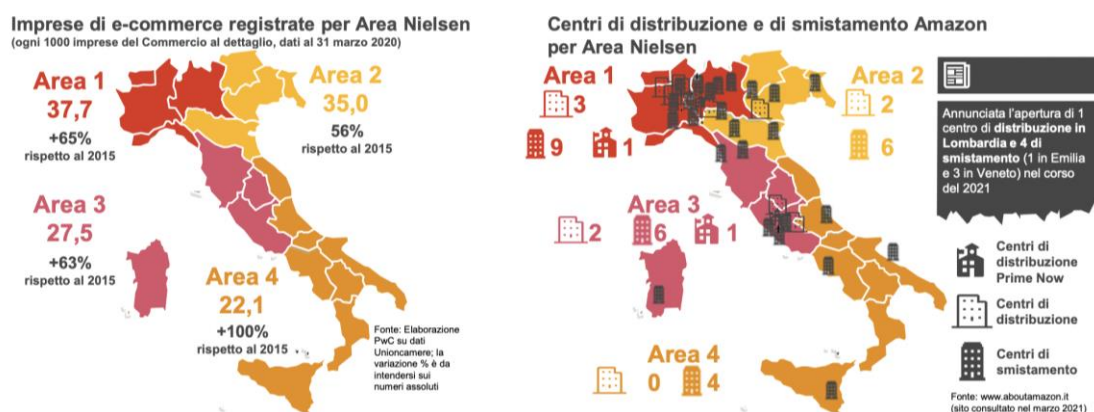 Imprese di e-commerce registrate per Area Nielsen
(ogni 1000 imprese del Commercio al dettaglio, dati al 31 marzo 2020)
Area 1
37,7
+65%
rispetto al 2015
Area 2
35,0
56%
rispetto al 2015
Area 3
27,5
+63%
rispetto al 2015
Area 4
22,1
+100%
rispetto al 2015
Fonte: Elaborazione
PwC su dati
Unioncamere; la
variazione % è da
intendersi sui
numeri assoluti
Centri di distribuzione e di smistamento Amazon
per Area Nielsen
Area 1
3
9 1
Area 2
2
6
Area 3
2 6 1
Area 4
0 4
Annunciata l'apertura di 1
centro di distribuzione in
Lombardia e 4 di
smistamento (1 in Emilia
e 3 in Veneto) nel corso
del 2021
Centri di
distribuzione
Prime Now
Centri di
distribuzione
Centri di
smistamento
Fonte: www.aboutamazon.it
(sito consultato nel marzo 2021)